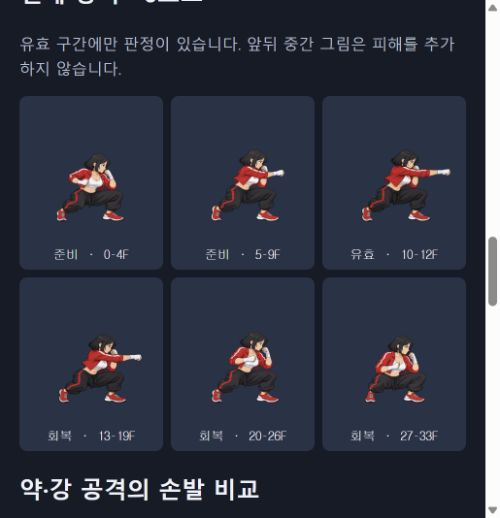 유효 구간에만 판정이 있습니다. 앞뒤 중간 그림은 피해를 추가
하지 않습니다.
준비 · 0-4F
준비 · 5-9F
유효 · 10-12F
회복 · 13-19F
회복 · 20-26F
회복 · 27-33F
약·강 공격의 손발 비교